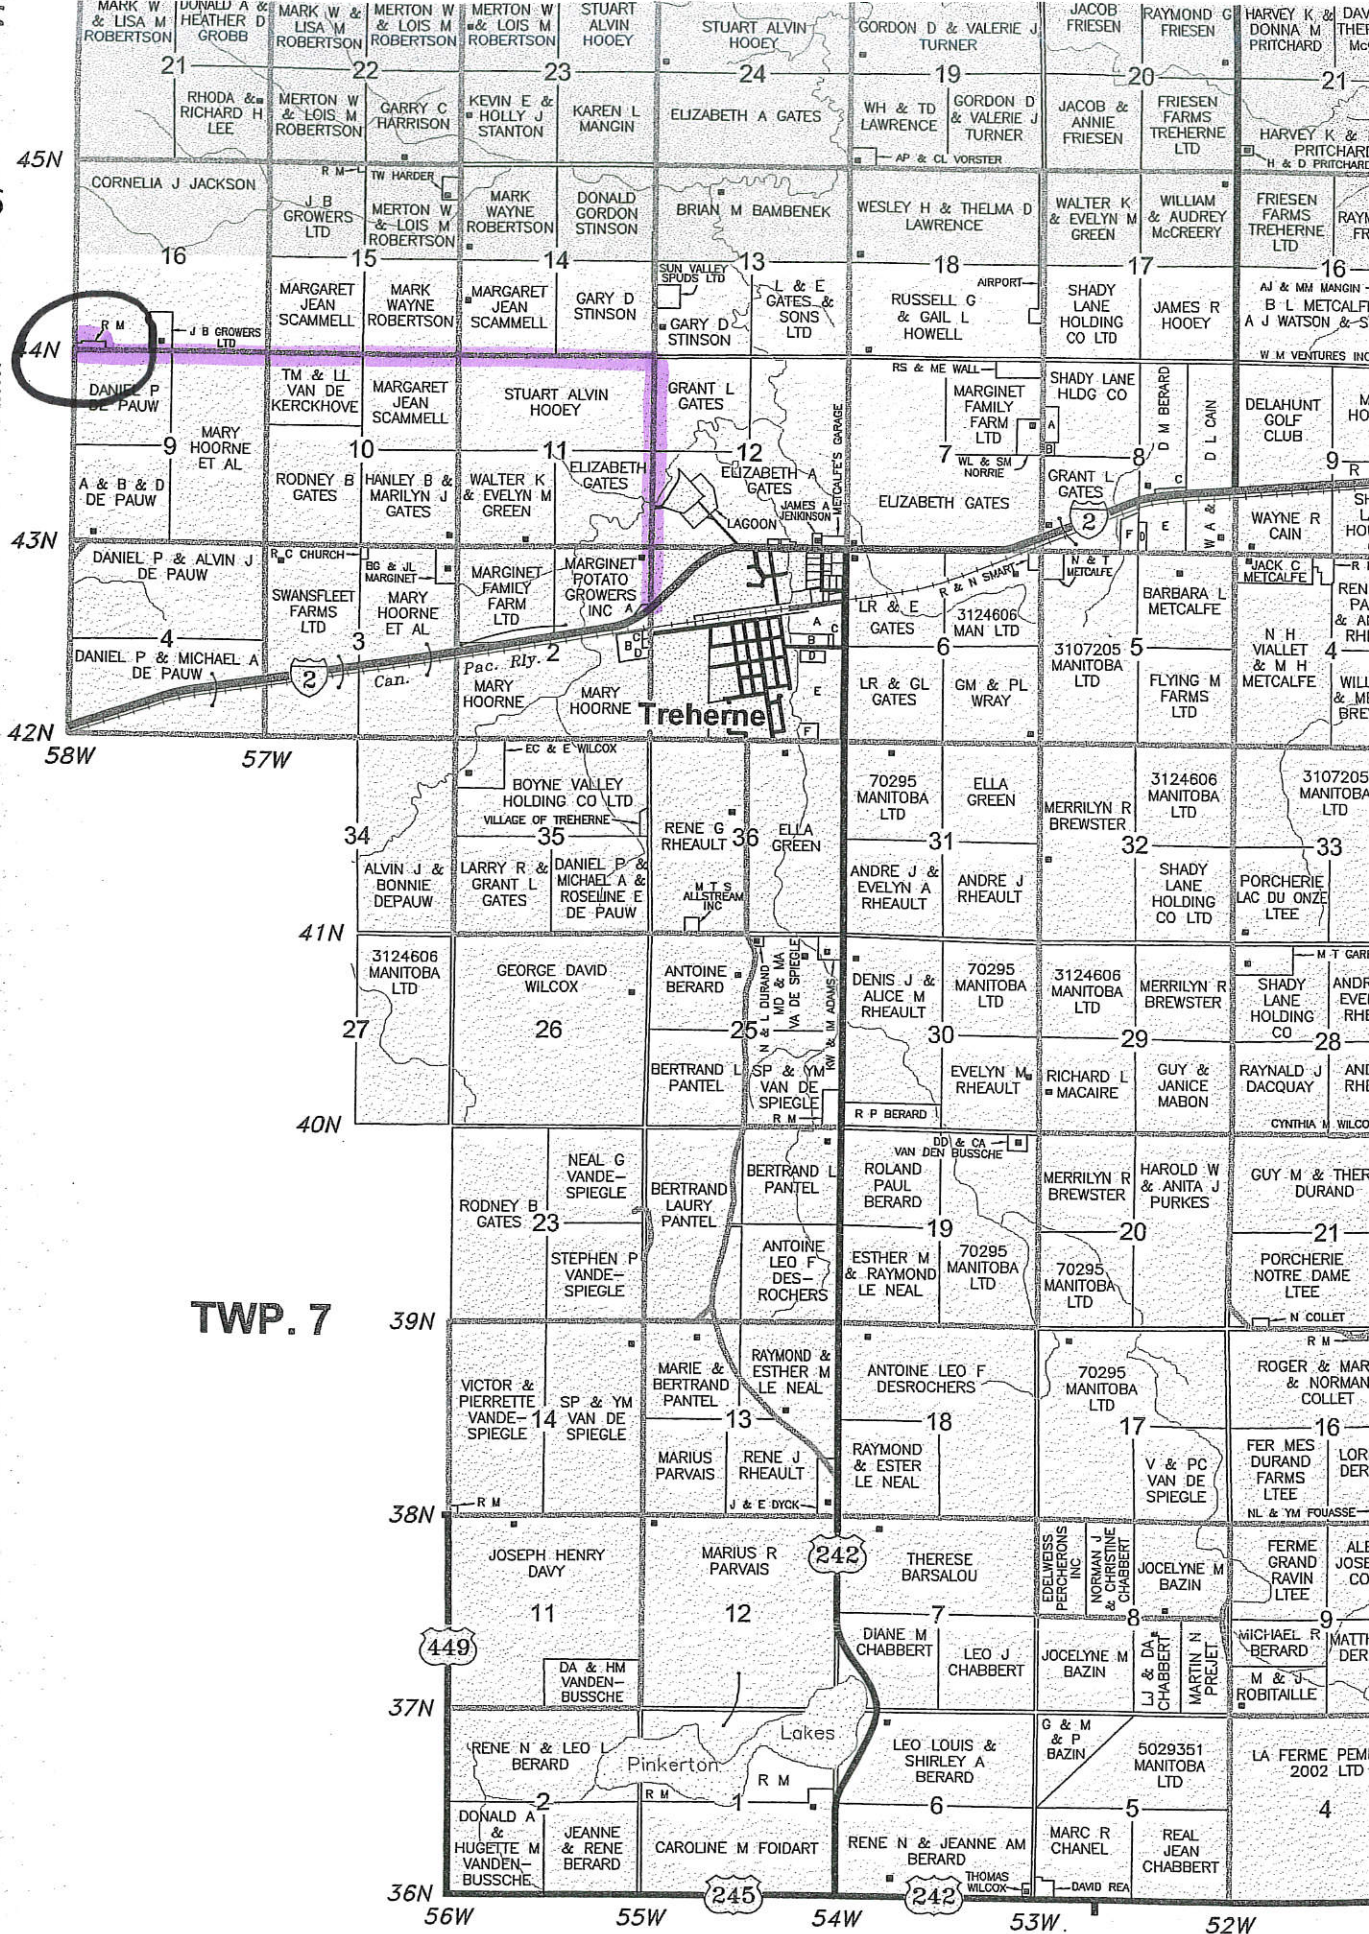 MARK W
& LISA M
ROBERTSON
DONALD A &
HEATHER D
GROBB
MARK W &
LISA M
ROBERTSON
MERTON W
& LOIS M
ROBERTSON
MERTON W
& LOIS M
ROBERTSON
STUART
ALVIN
HOOEY
STUART ALVIN
HOOEY
GORDON D & VALERIE J
TURNER
JACOB
FRIESEN
RAYMOND G
FRIESEN
HARVEY K &
DONNA M
PRITCHARD
21
22
23
24
19
20
21
RHODA &
RICHARD H
LEE
MERTON W
& LOIS M
ROBERTSON
GARRY C
HARRISON
KEVIN E &
HOLLY J
STANTON
KAREN L
MANGIN
ELIZABETH A GATES
WH & TD
LAWRENCE
GORDON D
& VALERIE J
TURNER
JACOB &
ANNIE
FRIESEN
FRIESEN
FARMS
TREHERNE
LTD
HARVEY K &
PRITCHARD
H & D PRITCHARD
AP & CL VORSTER
45N
CORNELIA J JACKSON
R M
TW HARDER
J B
GROWERS
LTD
MERTON W
& LOIS M
ROBERTSON
MARK
WAYNE
ROBERTSON
DONALD
GORDON
STINSON
BRIAN M BAMBENEK
WESLEY H & THELMA D
LAWRENCE
WALTER K
& EVELYN M
GREEN
WILLIAM
& AUDREY
McCREERY
FRIESEN
FARMS
TREHERNE
LTD
16
15
14
13
18
17
16
MARGARET
JEAN
SCAMMELL
MARK
WAYNE
ROBERTSON
MARGARET
JEAN
SCAMMELL
GARY D
STINSON
SUN VALLEY
SPUDS LTD
GARY D
STINSON
L & E
GATES &
SONS
LTD
RUSSELL G
& GAIL L
HOWELL
AIRPORT
SHADY
LANE
HOLDING
CO LTD
JAMES R
HOOEY
AJ & MM MANGIN
B L METCALFE
A J WATSON & S
W M VENTURES INC
R M
J B GROWERS
LTD
44N
DANIEL P
DE PAUW
MARY
HOORNE
ET AL
TM & LL
VAN DE
KERCKHOVE
MARGARET
JEAN
SCAMMELL
STUART ALVIN
HOOEY
GRANT L
GATES
METCALFE'S GARAGE
RS & ME WALL
MARGINET
FAMILY
FARM
LTD
SHADY LANE
HLDG CO
A
B
D M BERARD
D L CAIN
DELAHUNT
GOLF
CLUB
9
10
11
12
7
8
9
WL & SM
NORRIE
A & B & D
DE PAUW
RODNEY B
GATES
HANLEY B &
MARILYN J
GATES
WALTER K
& EVELYN M
GREEN
ELIZABETH
GATES
ELIZABETH A
GATES
LAGOON
JAMES A
JENKINSON
ELIZABETH GATES
GRANT L
GATES
C
2
F
D
E
W A &
WAYNE R
CAIN
43N
DANIEL P & ALVIN J
DE PAUW
R C CHURCH
BG & JL
MARGINET
SWANSFLEET
FARMS
LTD
MARY
HOORNE
ET AL
MARGINET
FAMILY
FARM
LTD
MARGINET
POTATO
GROWERS
INC
A
R & N SMART
N & T
METCALFE
LR & E
GATES
3124606
MAN LTD
BARBARA L
METCALFE
JACK C
METCALFE
4
3
2
6
5
4
DANIEL P & MICHAEL A
DE PAUW
2
Can.
Pac. Rly.
MARY
HOORNE
MARY
HOORNE
B
C
D
A
B
C
D
E
F
Treherne
LR & GL
GATES
GM & PL
WRAY
3107205
MANITOBA
LTD
FLYING M
FARMS
LTD
N H
VIALLET
& M H
METCALFE
42N
58W
57W
EC & E WILCOX
BOYNE VALLEY
HOLDING CO LTD
VILLAGE OF TREHERNE
RENE G
RHEAULT
ELLA
GREEN
70295
MANITOBA
LTD
ELLA
GREEN
MERRILYN R
BREWSTER
3124606
MANITOBA
LTD
3107205
MANITOBA
LTD
34
35
36
31
32
33
ALVIN J &
BONNIE
DEPAUW
LARRY R &
GRANT L
GATES
DANIEL P &
MICHAEL A &
ROSELINE E
DE PAUW
M T S
ALLSTREAM
INC
ANDRE J &
EVELYN A
RHEAULT
ANDRE J
RHEAULT
SHADY
LANE
HOLDING
CO LTD
PORCHERIE
LAC DU ONZE
LTEE
41N
3124606
MANITOBA
LTD
GEORGE DAVID
WILCOX
ANTOINE
BERARD
N & L DURAND
MD & MA
VA DE SPIEGLE
KW & IM ADAMS
DENIS J &
ALICE M
RHEAULT
70295
MANITOBA
LTD
3124606
MANITOBA
LTD
MERRILYN R
BREWSTER
SHADY
LANE
HOLDING
CO
27
26
25
30
29
28
BERTRAND L
PANTEL
SP & YM
VAN DE
SPIEGLE
R M
R P BERARD
EVELYN M
RHEAULT
RICHARD L
MACAIRE
GUY &
JANICE
MABON
RAYNALD J
DACQUAY
CYNTHIA M WILCO
40N
RODNEY B
GATES
NEAL G
VANDE-
SPIEGLE
BERTRAND
LAURY
PANTEL
BERTRAND L
PANTEL
ROLAND
PAUL
BERARD
DD & CA
VAN DEN BUSSCHE
MERRILYN R
BREWSTER
HAROLD W
& ANITA J
PURKES
GUY M & THER
DURAND
23
19
20
21
STEPHEN P
VANDE-
SPIEGLE
ANTOINE
LEO F
DES-
ROCHERS
ESTHER M
& RAYMOND
LE NEAL
70295
MANITOBA
LTD
70295
MANITOBA
LTD
PORCHERIE
NOTRE DAME
LTEE
N COLLET
TWP. 7
39N
VICTOR &
PIERRETTE
VANDE-
SPIEGLE
14
SP & YM
VAN DE
SPIEGLE
MARIE &
BERTRAND
PANTEL
RAYMOND &
ESTHER M
LE NEAL
ANTOINE LEO F
DESROCHERS
70295
MANITOBA
LTD
R M
ROGER & MAR
& NORMAN
COLLET
13
18
17
16
MARIUS
PARVAIS
RENE J
RHEAULT
J & E DYCK
RAYMOND
& ESTER
LE NEAL
V & PC
VAN DE
SPIEGLE
FER MES
DURAND
FARMS
LTEE
NL & YM FOUASSE
R M
38N
JOSEPH HENRY
DAVY
MARIUS R
PARVAIS
242
THERESE
BARSALOU
EDELWEISS
PERCHERONS
INC
NORMAN J
& CHRISTINE
CHABBERT
JOCELYNE M
BAZIN
FERME
GRAND
RAVIN
LTEE
11
12
7
8
9
449
DA & HM
VANDEN-
BUSSCHE
DIANE M
CHABBERT
LEO J
CHABBERT
JOCELYNE M
BAZIN
LJ & DA
CHABBERT
MARTIN N
PREJET
MICHAEL R
BERARD
M & J
ROBITAILLE
37N
RENE N & LEO L
BERARD
Pinkerton
Lakes
R M
R M
LEO LOUIS &
SHIRLEY A
BERARD
G & M
& P
BAZIN
5029351
MANITOBA
LTD
LA FERME PEM
2002 LTD
2
1
6
5
4
DONALD A
&
HUGETTE M
VANDEN-
BUSSCHE
JEANNE
& RENE
BERARD
CAROLINE M FOIDART
RENE N & JEANNE AM
BERARD
THOMAS
WILCOX
DAVID REA
MARC R
CHANEL
REAL
JEAN
CHABBERT
36N
245
242
56W
55W
54W
53W.
52W